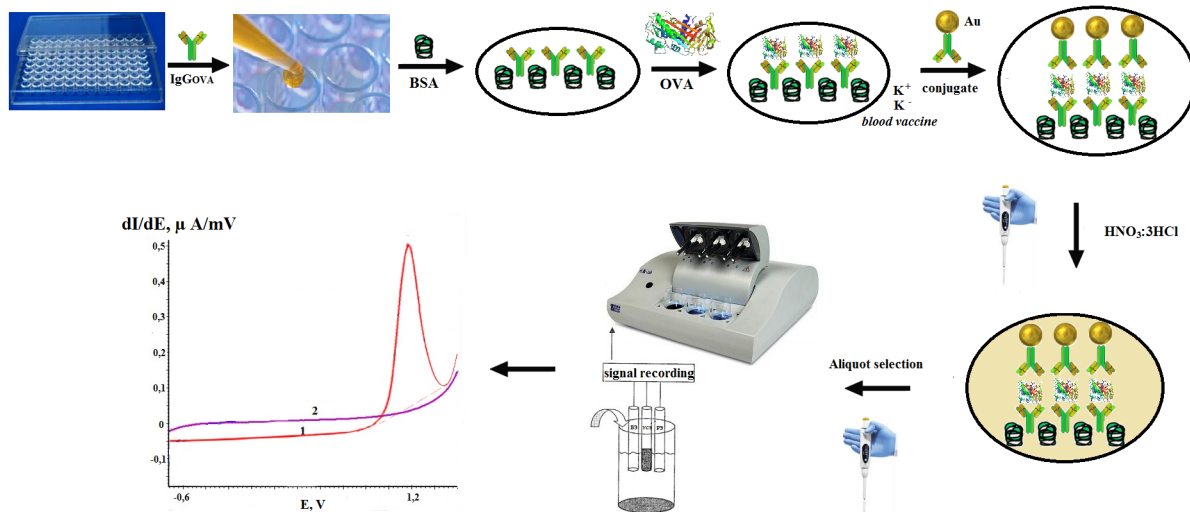 IgGOVA
BSA
OVA
K+
K-
blood vaccine
Au
conjugate
HNO3:3HCl
Aliquot selection
signal recording
dI/dE, µ A/mV
0,5
0,4
0,3
0,2
0,1
0
-0,1
2
1
-0,6
1,2
E, V